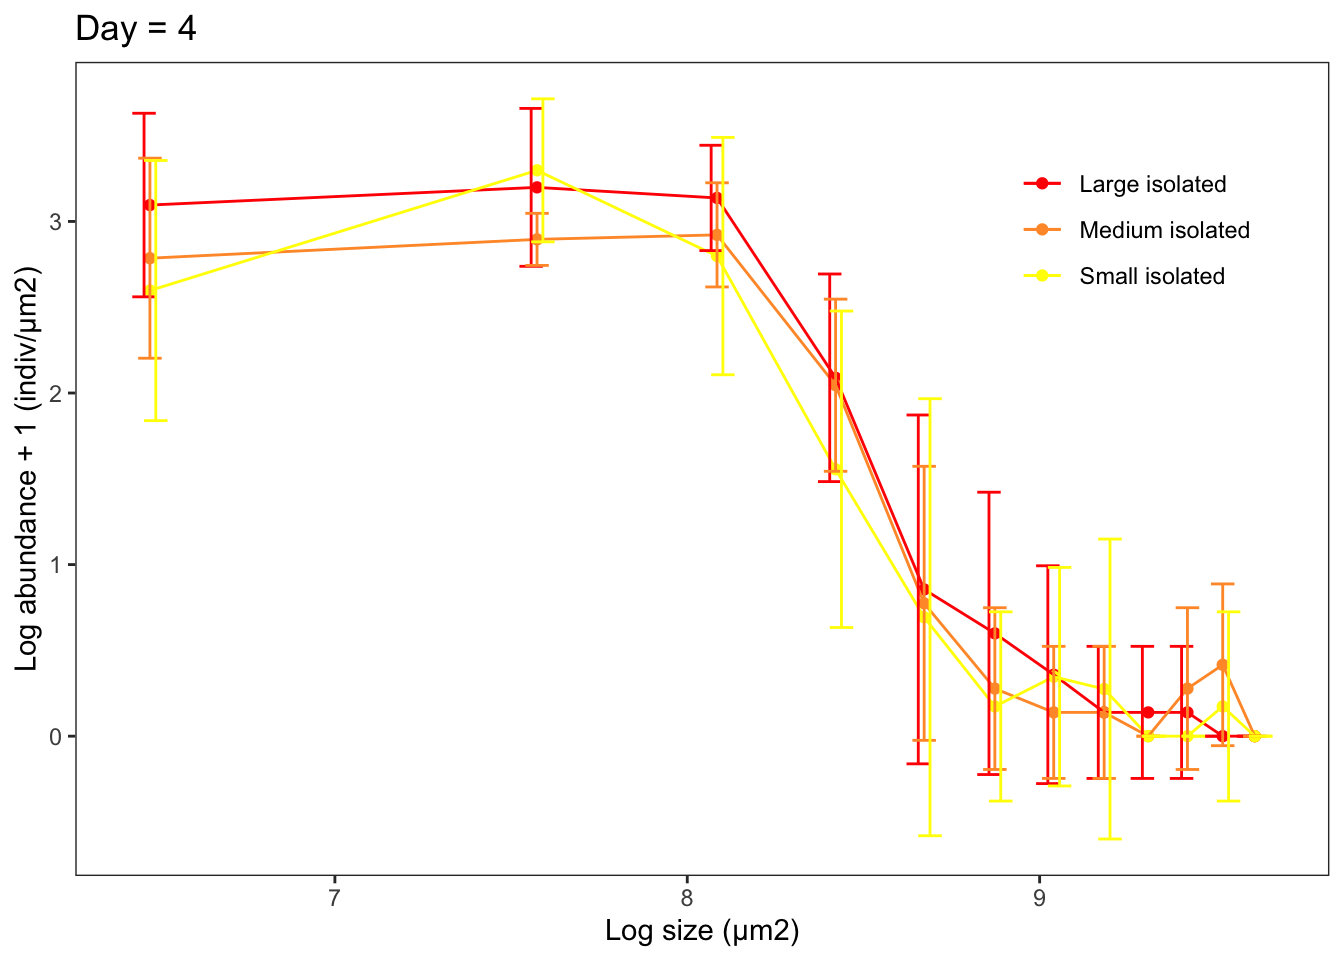 Day = 4
Log abundance + 1 (indiv/µm2)
3
2
1
0
Large isolated
Medium isolated
Small isolated
7 8 9
Log size (µm2)